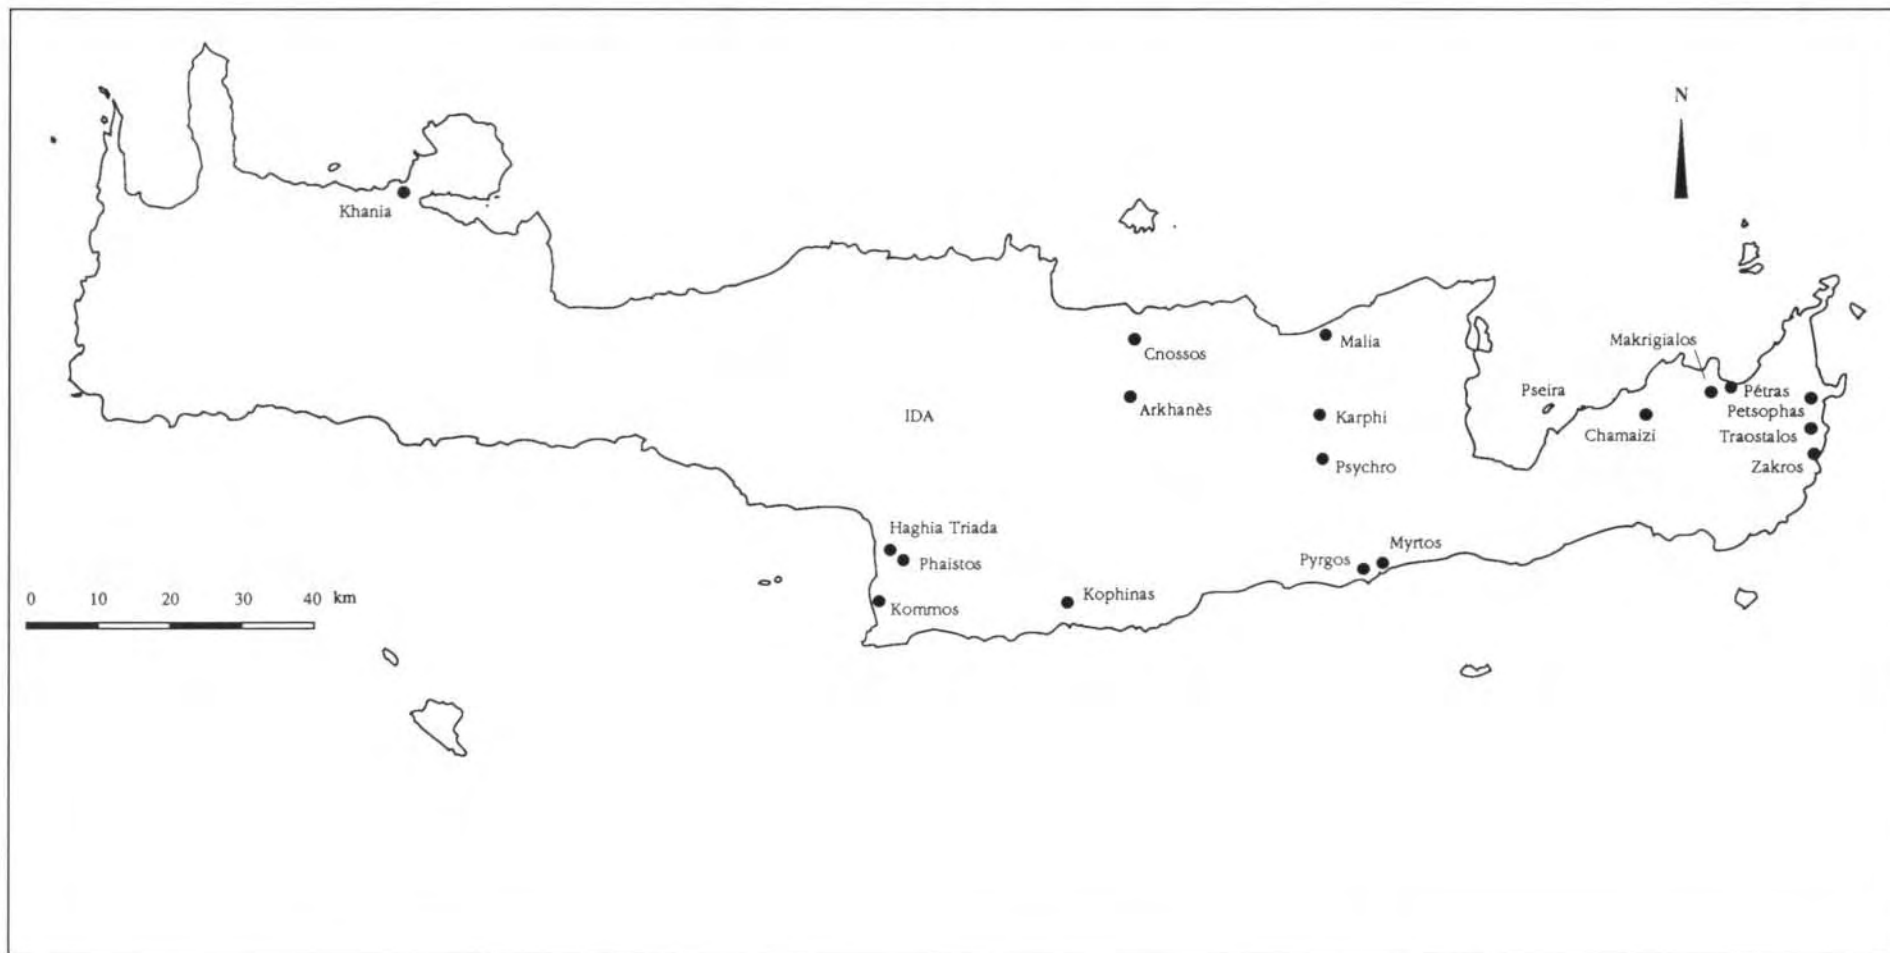 N
Khania
Cnossos
Malia
Makrigialos
Pseira
Pétras
Arkhanès
IDA
Karphi
Petsophas
Chamaizi
Traostalos
Psychro
Zakros
Haghia Triada
Phaistos
Myrtos
Pyrgos
Kophinas
Kommos
0 10 20 30 40 km